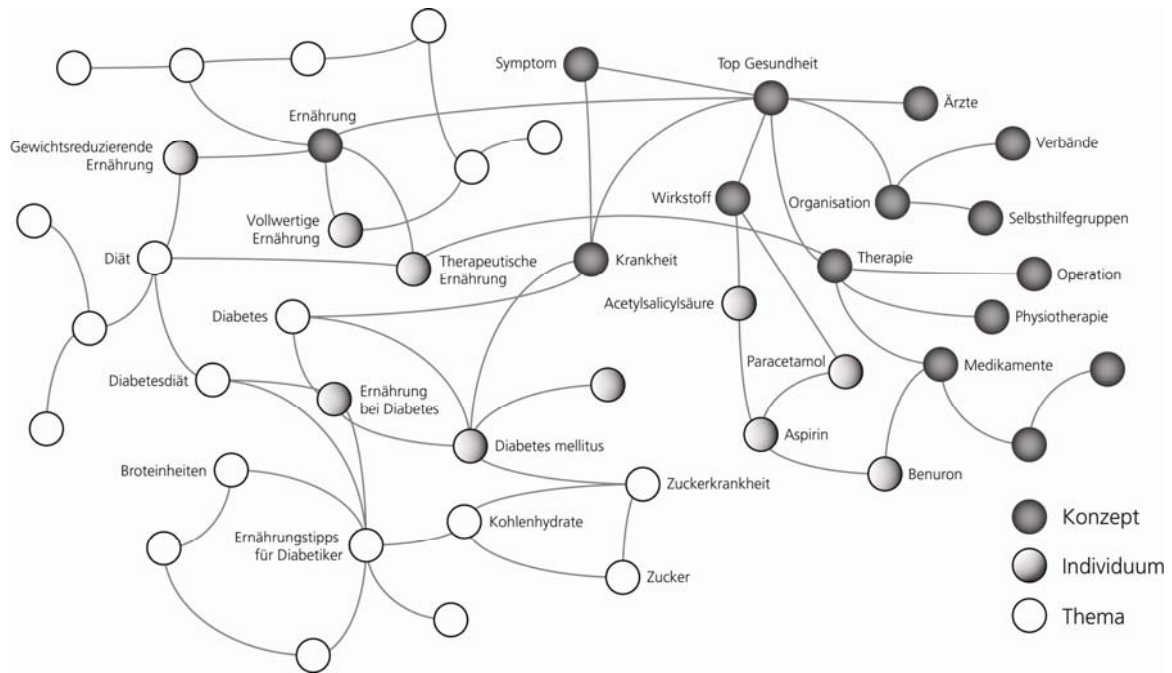 Symptom
Top Gesundheit
Ärzte
Ernährung
Gewichtsreduzierende
Ernährung
Verbände
Wirkstoff
Organisation
Selbsthilfegruppen
Vollwertige
Ernährung
Diät
Therapeutische
Ernährung
Krankheit
Therapie
Operation
Acetylsalicylsäure
Diabetes
Physiotherapie
Paracetamol
Medikamente
Diabetesdiät
Ernährung
bei Diabetes
Aspirin
Diabetes mellitus
Benuron
Broteinheiten
Zuckerkrankheit
Kohlenhydrate
Konzept
Ernährungstipps
für Diabetiker
Individuum
Zucker
Thema